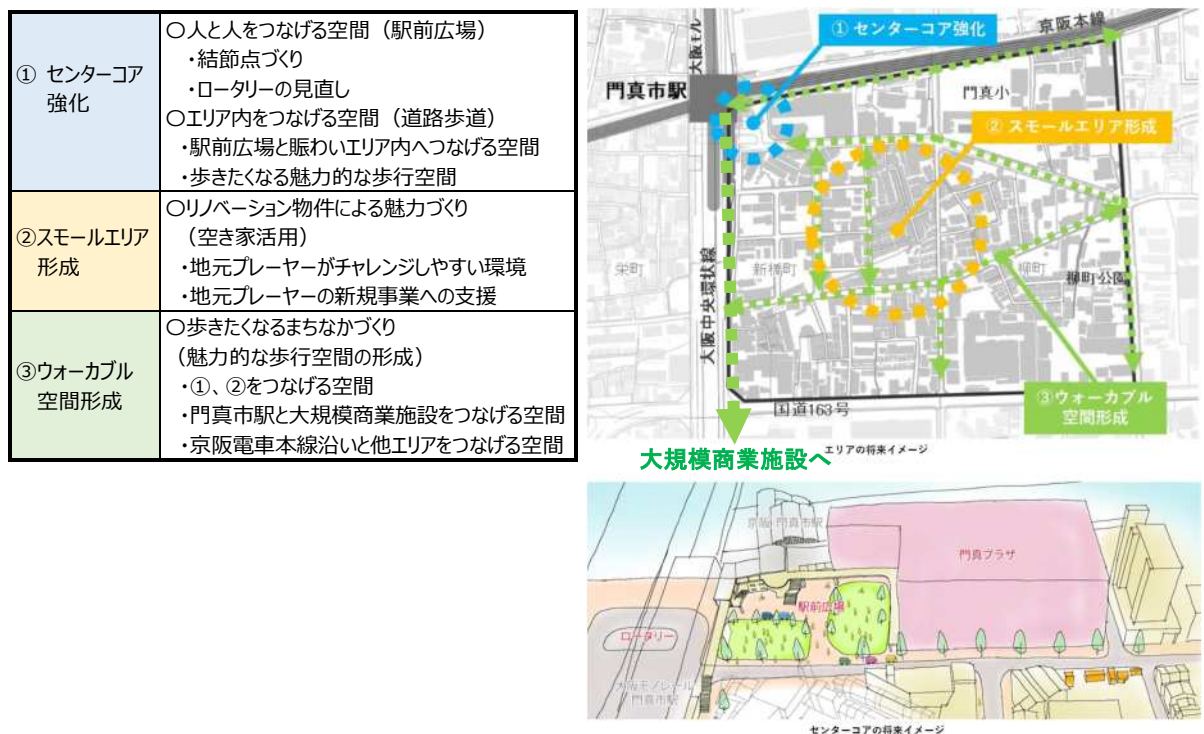 ① センターコア
強化
〇人と人をつなげる空間（駅前広場）
・結節点づくり
・ロータリーの見直し
〇エリア内をつなげる空間（道路歩道）
・駅前広場と賑わいエリア内へつなげる空間
・歩きたくなる魅力的な歩行空間
②スモールエリア
形成
〇リノベーション物件による魅力づくり
（空き家活用）
・地元プレーヤーがチャレンジしやすい環境
・地元プレーヤーの新規事業への支援
③ウォーカブル
空間形成
〇歩きたくなるまちなかづくり
（魅力的な歩行空間の形成）
・①、②をつなげる空間
・門真市駅と大規模商業施設をつなげる空間
・京阪電車本線沿いと他エリアをつなげる空間
大阪モノレール
① センターコア強化
京阪本線
門真市駅
門真小
② スモールエリア形成
栄町
新橋町
柳町
柳町公園
大阪中央環状線
③ウォーカブル
空間形成
国道163号
大規模商業施設へ
エリアの将来イメージ
京阪 門真市駅
門真プラザ
駅前広場
ロータリー
大阪モノレール
門真市駅
センターコアの将来イメージ